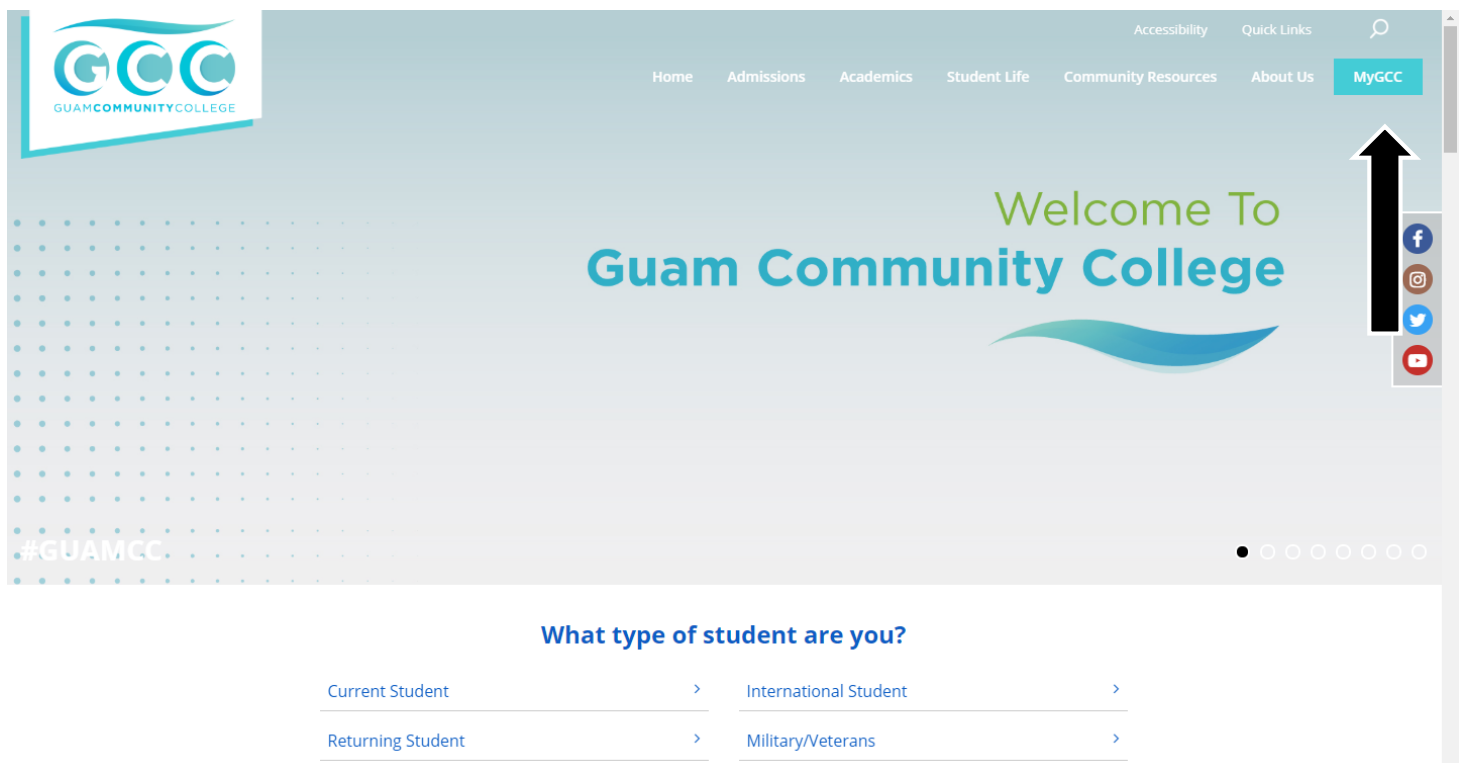 GCC
GUAMCOMMUNITYCOLLEGE
Accessibility Quick Links
Home Admissions Academics Student Life Community Resources About Us MyGCC
Welcome To
Guam Community College
#GUAMCC
What type of student are you?
Current Student International Student
Returning Student Military/Veterans